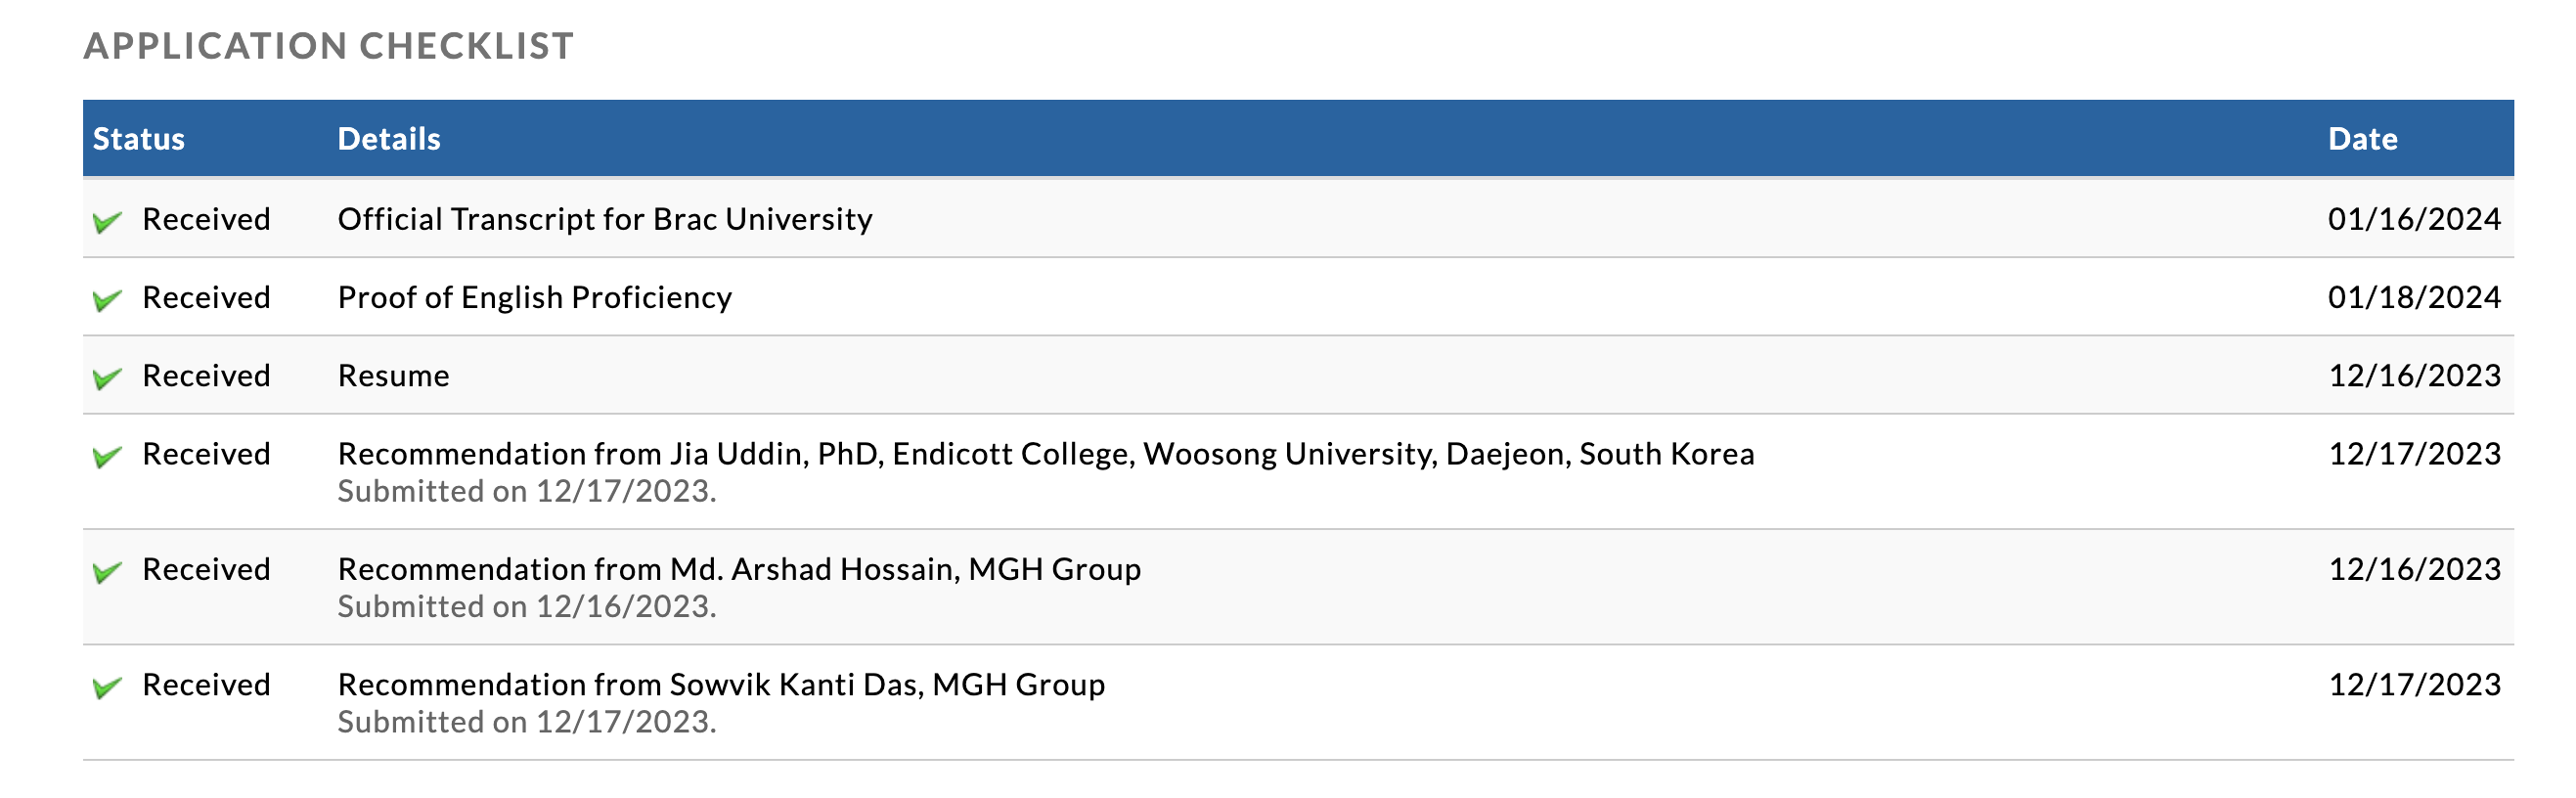 APPLICATION CHECKLIST
Status Details Date
Received Official Transcript for Brac University 01/16/2024
Received Proof of English Proficiency 01/18/2024
Received Resume 12/16/2023
Received Recommendation from Jia Uddin, PhD, Endicott College, Woosong University, Daejeon, South Korea 12/17/2023
Submitted on 12/17/2023.
Received Recommendation from Md. Arshad Hossain, MGH Group 12/16/2023
Submitted on 12/16/2023.
Received Recommendation from Sowvik Kanti Das, MGH Group 12/17/2023
Submitted on 12/17/2023.